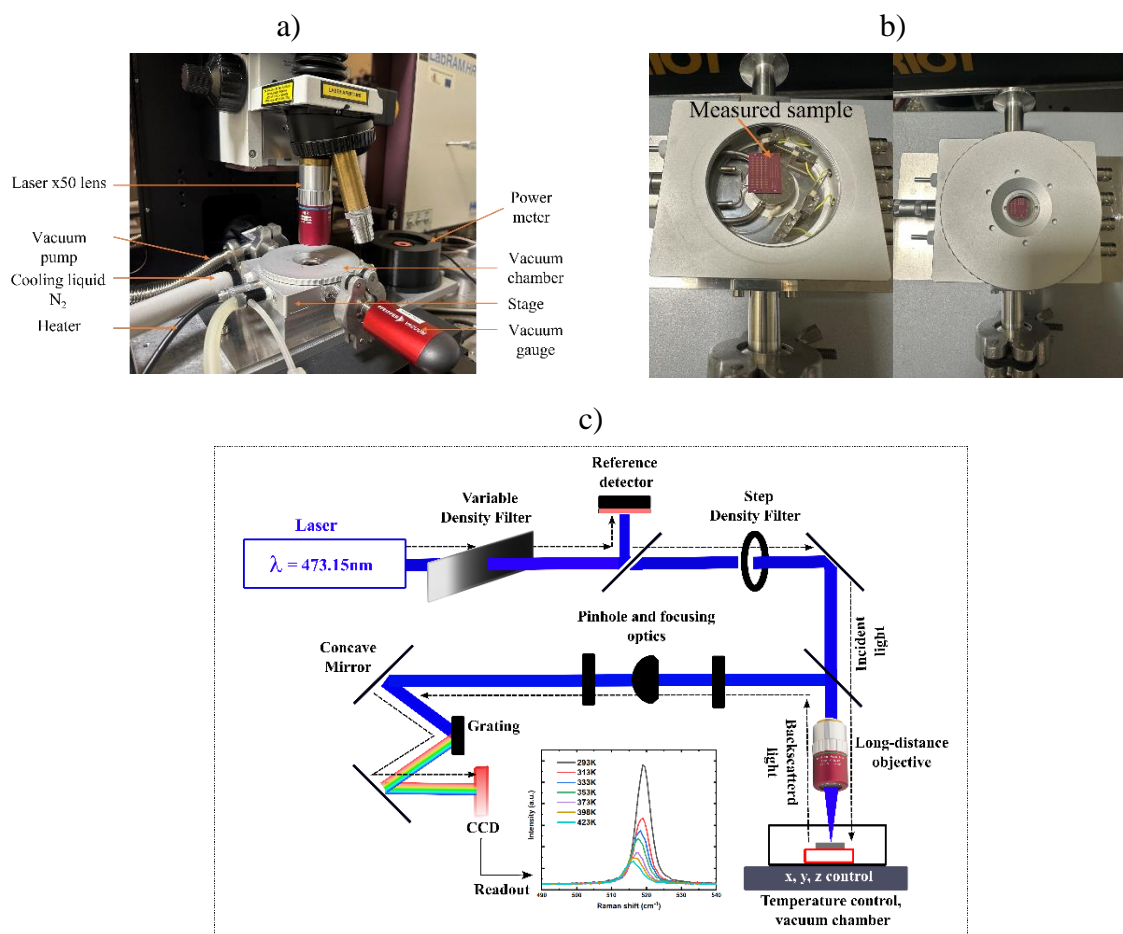 a)
b)
LabRAM HR
Laser x50 lens
Vacuum
pump
Cooling liquid
N₂
Heater
Power
meter
Vacuum
chamber
Stage
Vacuum
gauge
PFEIFFER VACUUM
Measured sample
c)
Reference
detector
Variable
Density Filter
Step
Density Filter
Laser
λ = 473.15nm
Pinhole and focusing
optics
Incident
light
Concave
Mirror
Grating
Backscatterd
light
Long-distance
objective
CCD
Readout
293K
313K
333K
353K
373K
398K
423K
Intensity (a.u.)
490 500 510 520 530 540
Raman shift (cm⁻¹)
x, y, z control
Temperature control,
vacuum chamber